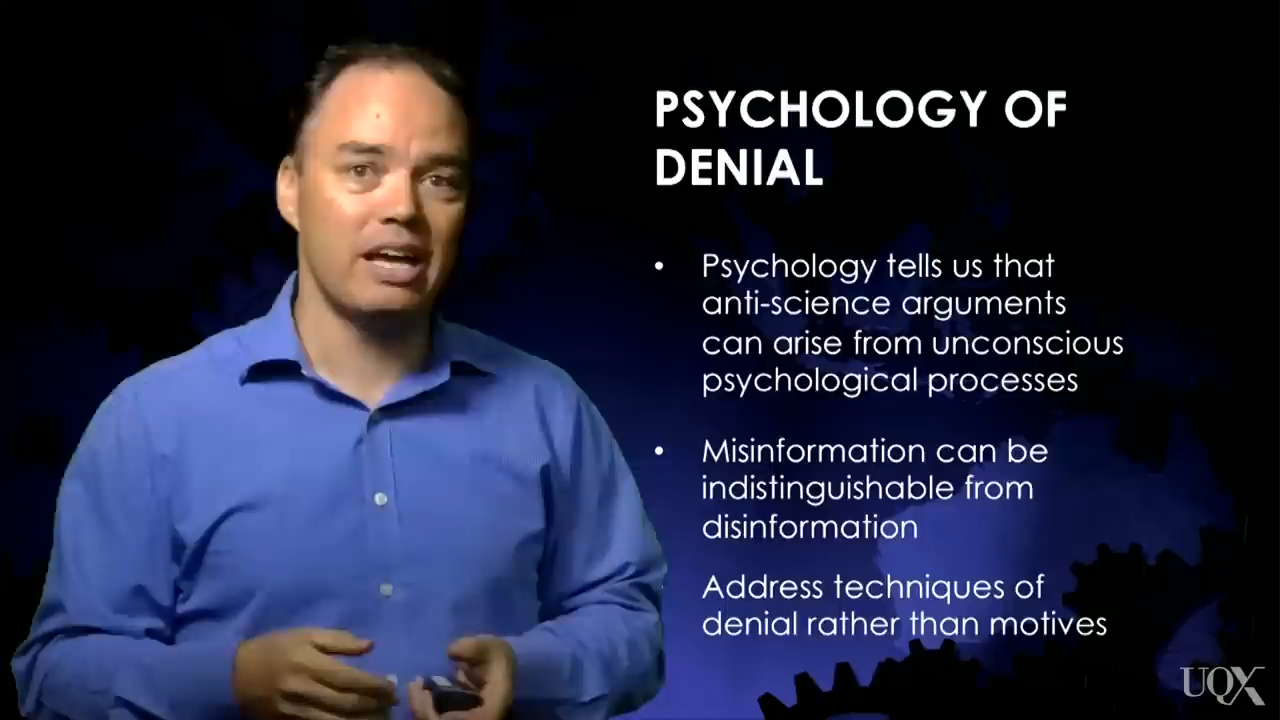 PSYCHOLOGY OF
DENIAL
• Psychology tells us that
anti-science arguments
can arise from unconscious
psychological processes
• Misinformation can be
indistinguishable from
disinformation
Address techniques of
denial rather than motives
UQX